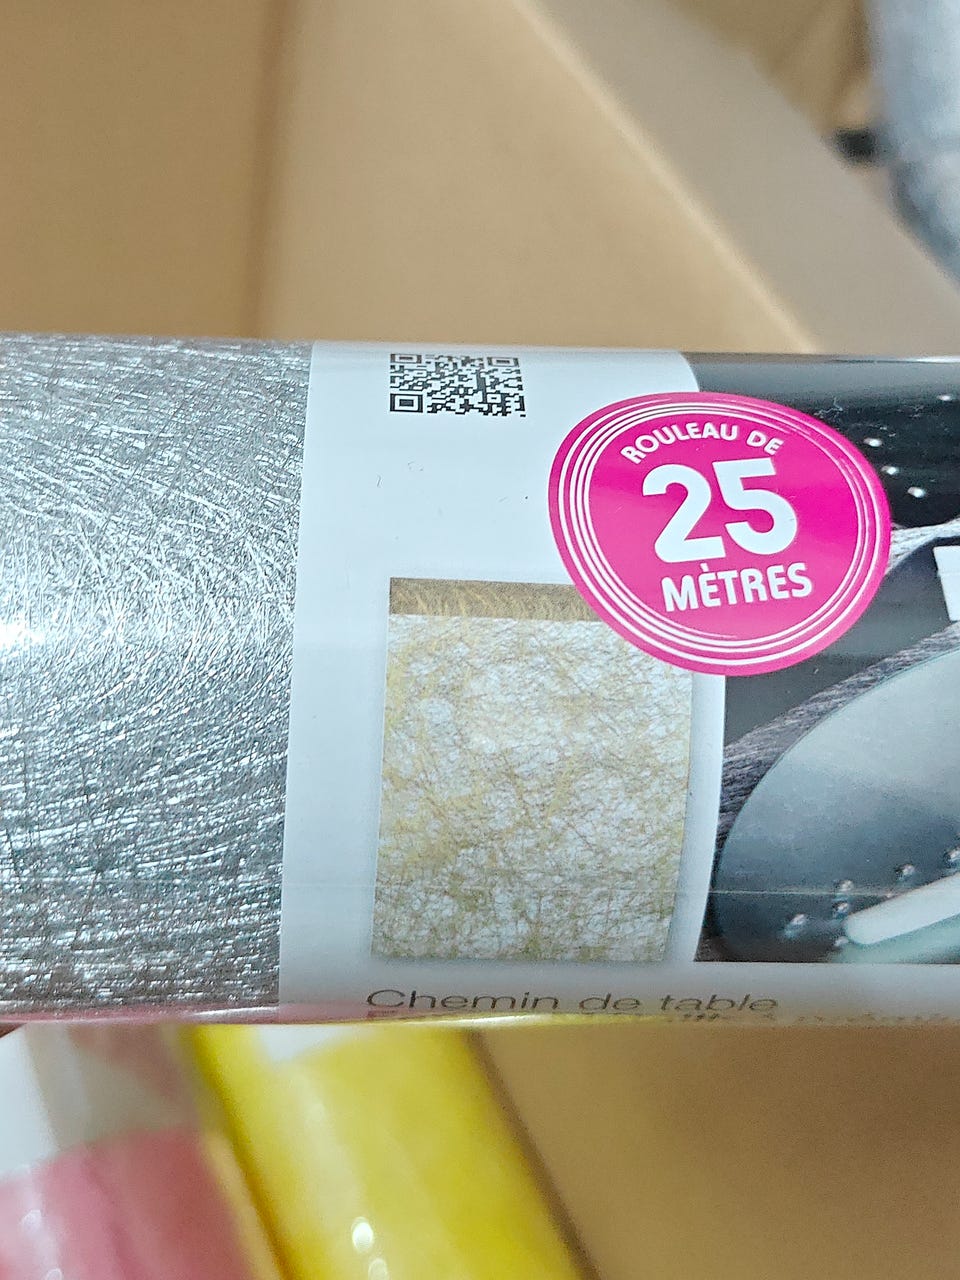 ROULEAU DE
25
MÈTRES
Chemin de table